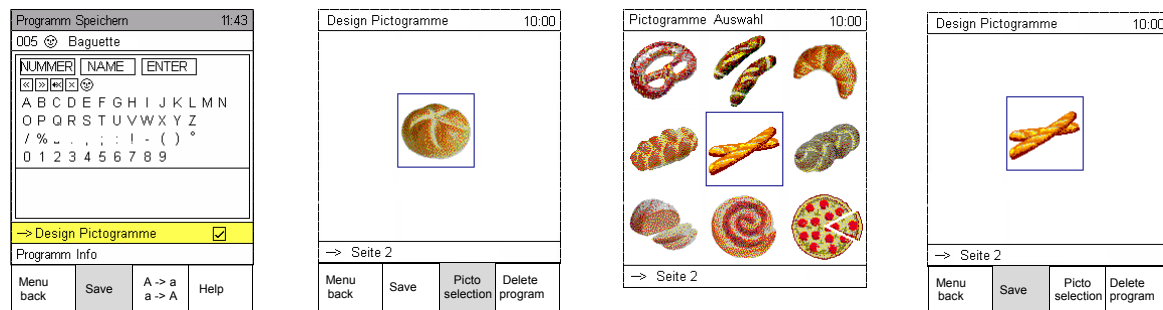 Programm Speichern 11:43
005 Baguette
NUMMER NAME ENTER
« »
A B C D E F G H I J K L M N
O P Q R S T U V W X Y Z
/ % ␣ . , ; : ! - ( ) °
0 1 2 3 4 5 6 7 8 9
--> Design Pictogramme
Programm Info
Menu back Save A -> a a -> A Help
Design Pictogramme 10:00
--> Seite 2
Menu back Save Picto selection Delete program
Pictogramme Auswahl 10:00
--> Seite 2
Design Pictogramme 10:00
--> Seite 2
Menu back Save Picto selection Delete program